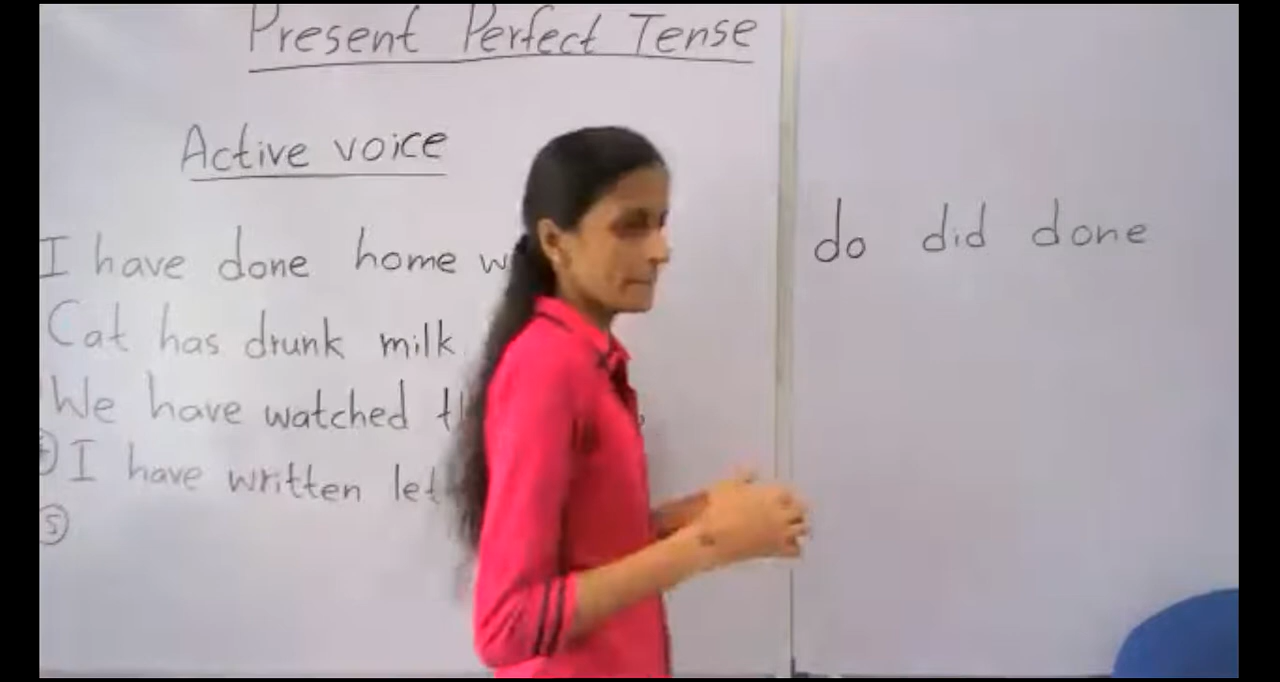 Present Perfect Tense
Active voice
I have done home
Cat has drunk milk
We have watched
I have written
5
do did done